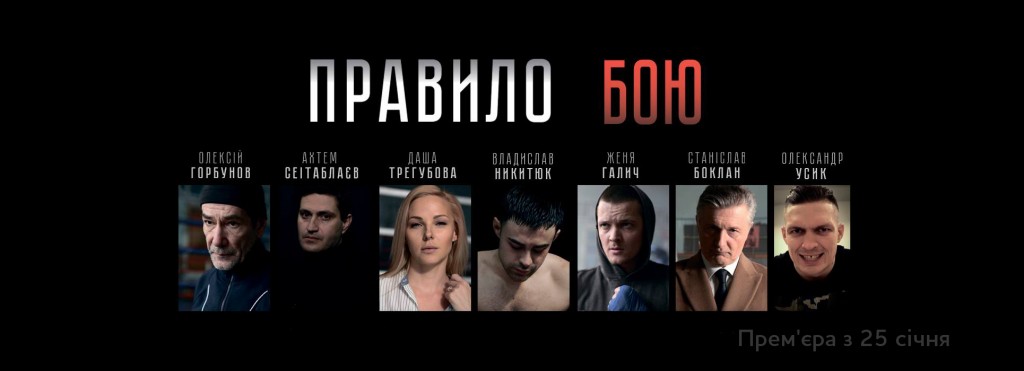 ПРАВИЛО БОЮ
ОЛЕКСІЙ
ГОРБУНОВ
АХТЕМ
СЕІТАБЛАЄВ
ДАША
ТРЕГУБОВА
ВЛАДИСЛАВ
НИКИТЮК
ЖЕНЯ
ГАЛИЧ
СТАНІСЛАВ
БОКЛАН
ОЛЕКСАНДР
УСИК
Прем'єра з 25 січня